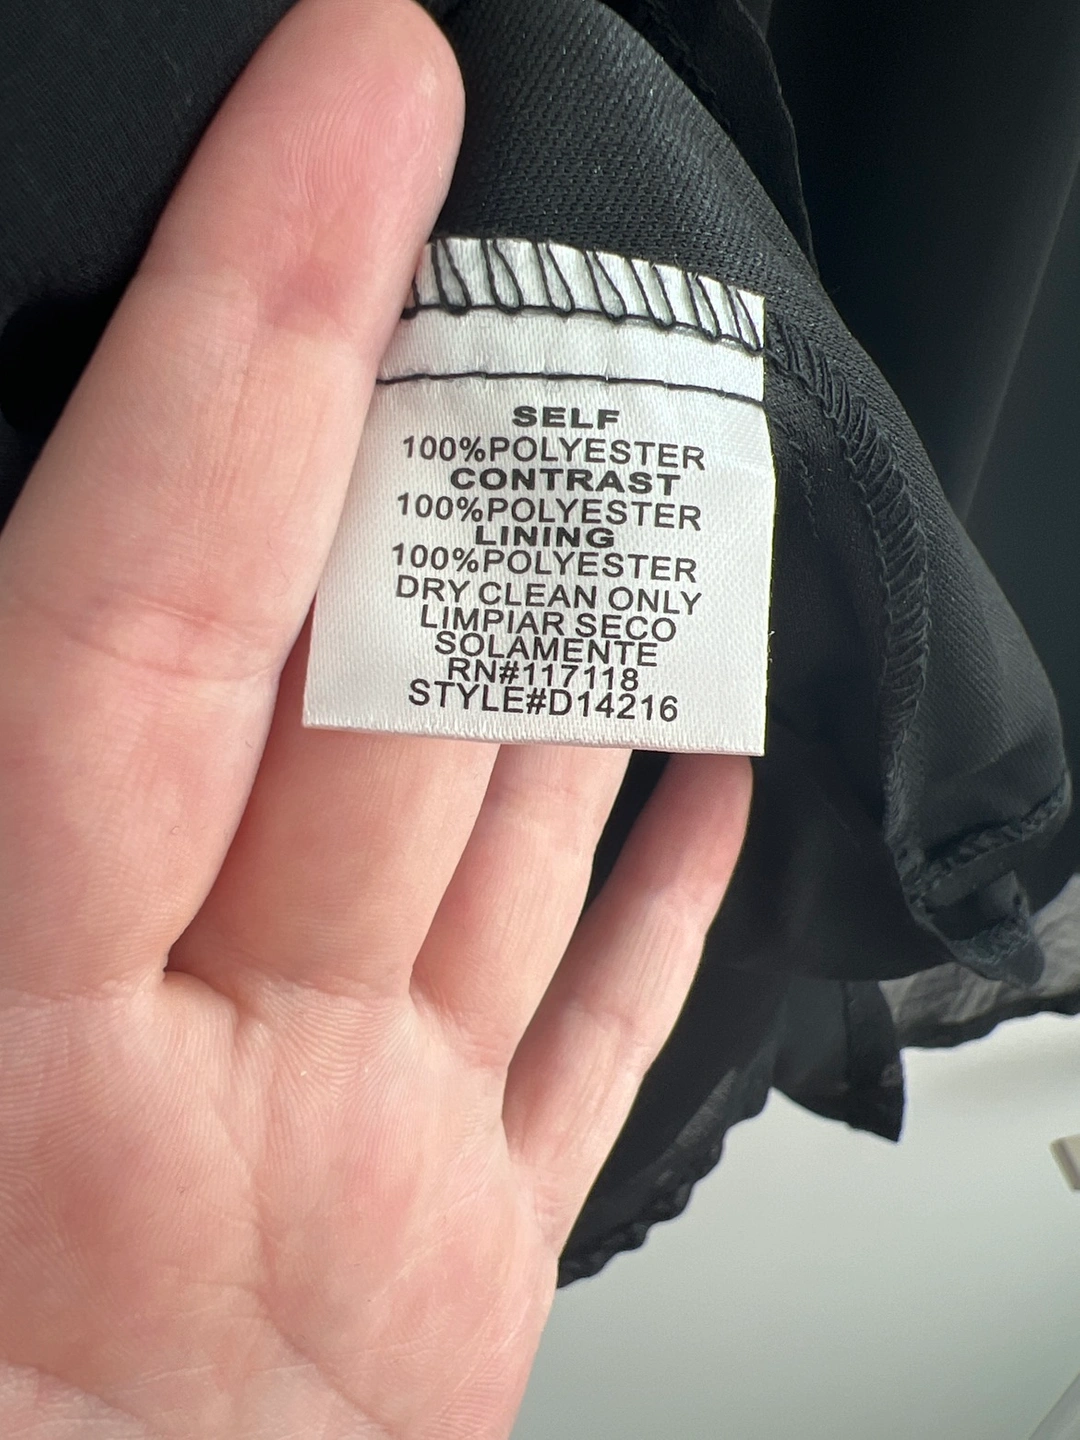 SELF
100%POLYESTER
CONTRAST
100%POLYESTER
LINING
100%POLYESTER
DRY CLEAN ONLY
LIMPIAR SECO
SOLAMENTE
RN#117118
STYLE#D14216